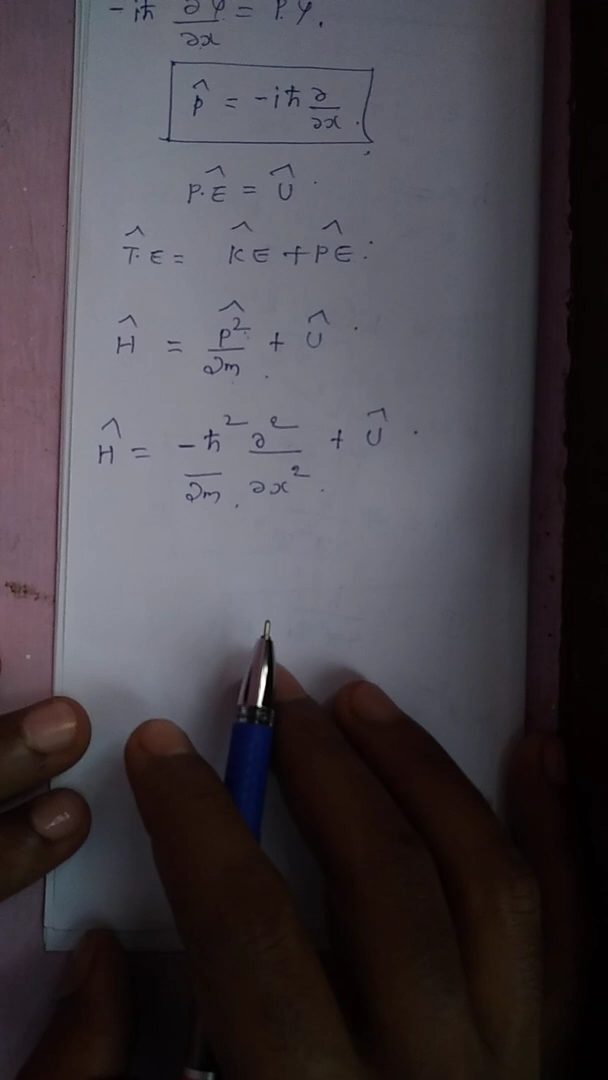 -iħ ∂ψ/∂x = P.ψ.
p̂ = -iħ ∂/∂x.
P.Ê = Û.
T̂.E = K̂E + P̂E.
Ĥ = p̂²/2m + Û.
Ĥ = -ħ²/2m . ∂²/∂x² + Û.